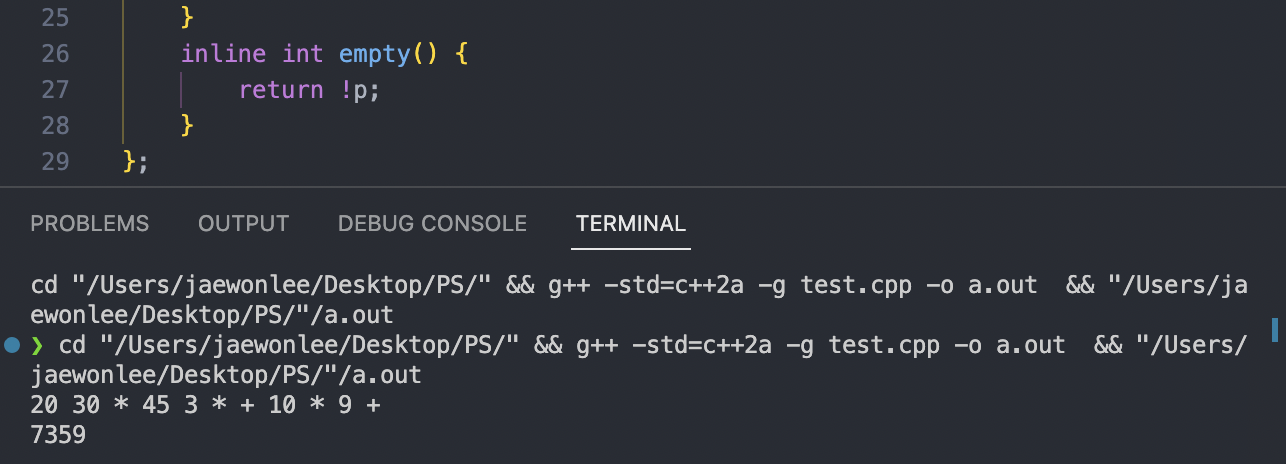 25 }
26 inline int empty() {
27 return !p;
28 }
29 };
PROBLEMS OUTPUT DEBUG CONSOLE TERMINAL
cd "/Users/jaewonlee/Desktop/PS/" && g++ -std=c++2a -g test.cpp -o a.out  && "/Users/ja
ewonlee/Desktop/PS/"/a.out
❯ cd "/Users/jaewonlee/Desktop/PS/" && g++ -std=c++2a -g test.cpp -o a.out  && "/Users/
jaewonlee/Desktop/PS/"/a.out
20 30 * 45 3 * + 10 * 9 +
7359